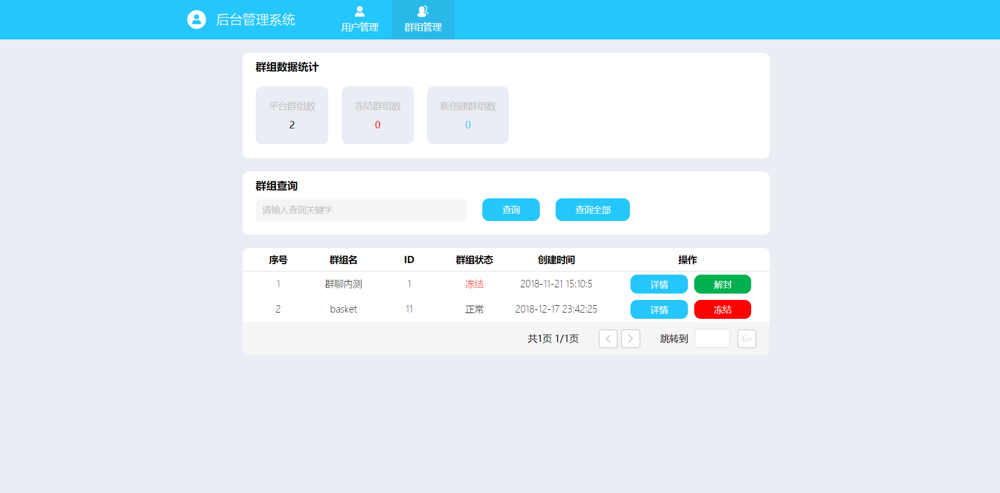 后台管理系统
用户管理
群组管理
群组数据统计
平台群组数
冻结群组数
新创建群组数
2
0
0
群组查询
请输入查询关键字
查询
查询全部
序号 群组名 ID 群组状态 创建时间 操作
1 群聊内测 1 冻结 2018-11-21 15:10:5 详情 解封
2 basket 11 正常 2018-12-17 23:42:25 详情 冻结
共1页 1/1页 跳转到 Go